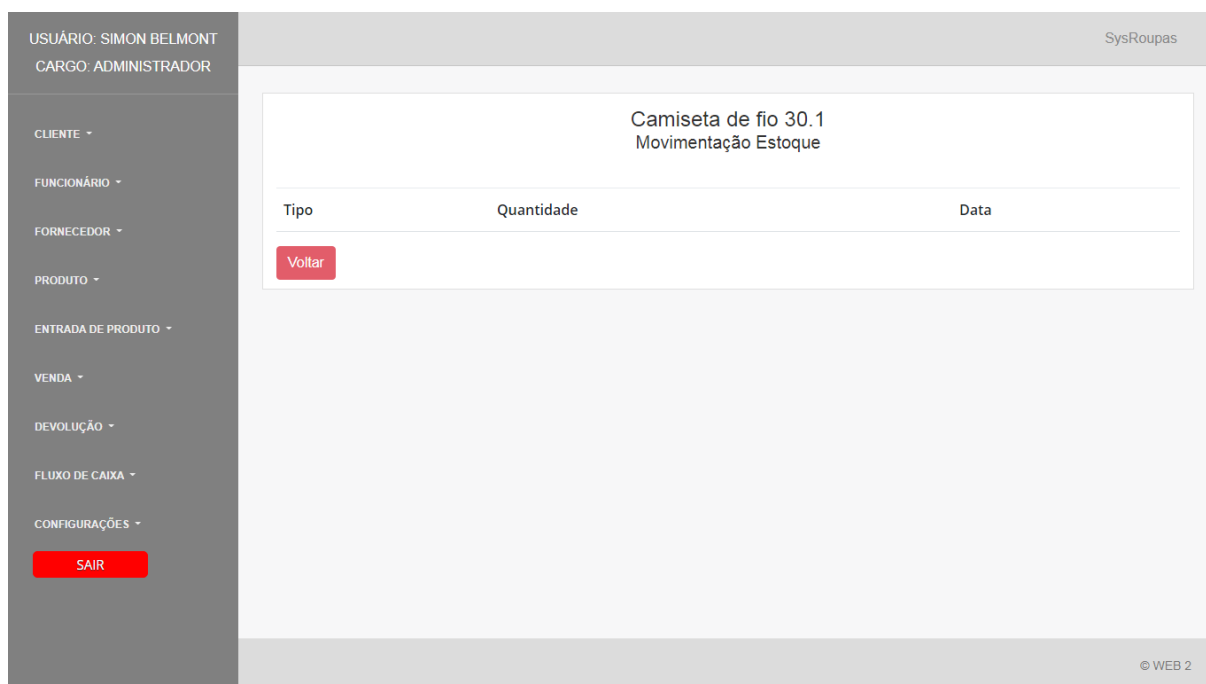 USUÁRIO: SIMON BELMONT
CARGO: ADMINISTRADOR
CLIENTE
FUNCIONÁRIO
FORNECEDOR
PRODUTO
ENTRADA DE PRODUTO
VENDA
DEVOLUÇÃO
FLUXO DE CAIXA
CONFIGURAÇÕES
SAIR
SysRoupas
Camiseta de fio 30.1
Movimentação Estoque
Tipo Quantidade Data
Voltar
© WEB 2